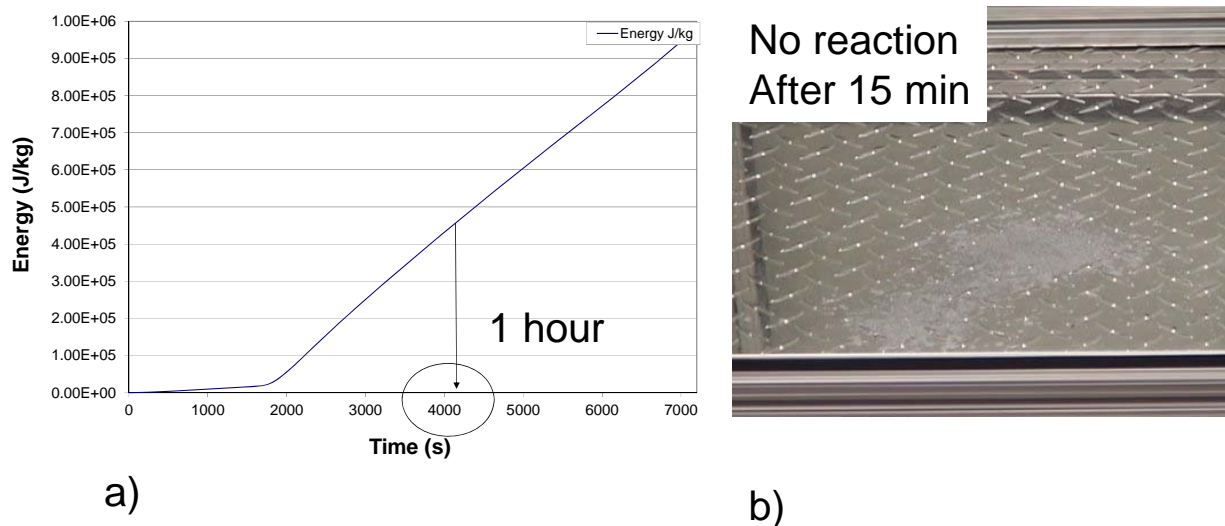 1.00E+06
9.00E+05
8.00E+05
7.00E+05
6.00E+05
5.00E+05
4.00E+05
3.00E+05
2.00E+05
1.00E+05
0.00E+00
Energy (J/kg)
Energy J/kg
1 hour
0 1000 2000 3000 4000 5000 6000 7000
Time (s)
a)
No reaction
After 15 min
b)